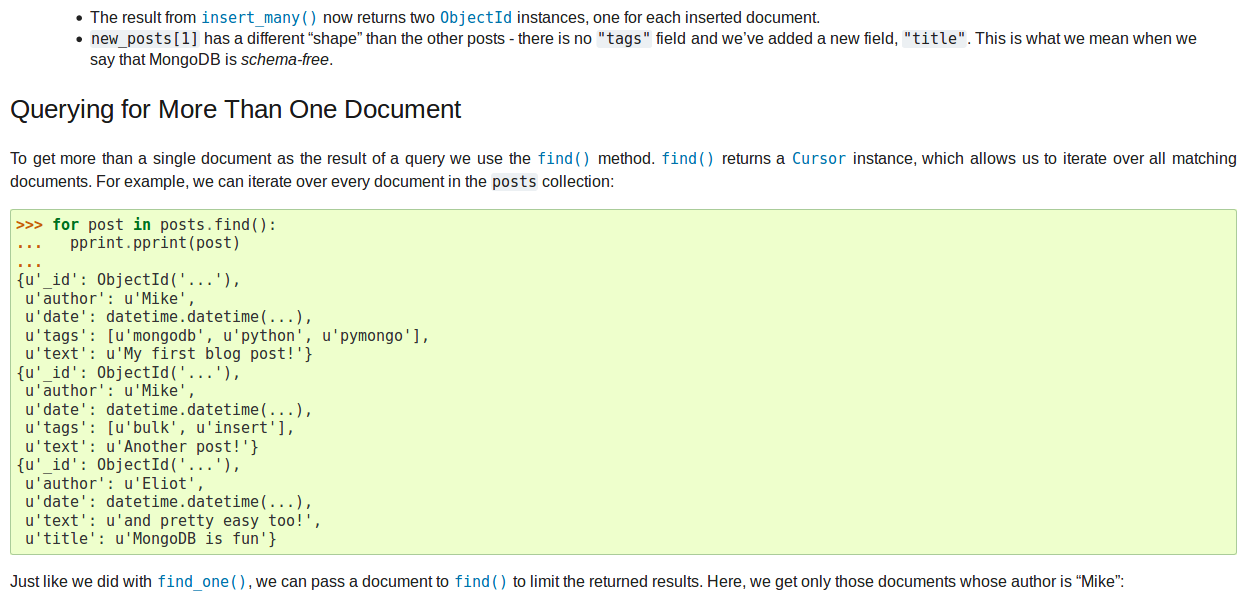 • The result from insert_many() now returns two ObjectId instances, one for each inserted document.
• new_posts[1] has a different “shape” than the other posts - there is no "tags" field and we’ve added a new field, "title". This is what we mean when we
say that MongoDB is schema-free.
Querying for More Than One Document
To get more than a single document as the result of a query we use the find() method. find() returns a Cursor instance, which allows us to iterate over all matching
documents. For example, we can iterate over every document in the posts collection:
>>> for post in posts.find():
...   pprint.pprint(post)
...
{u'_id': ObjectId('...'),
 u'author': u'Mike',
 u'date': datetime.datetime(...),
 u'tags': [u'mongodb', u'python', u'pymongo'],
 u'text': u'My first blog post!'}
{u'_id': ObjectId('...'),
 u'author': u'Mike',
 u'date': datetime.datetime(...),
 u'tags': [u'bulk', u'insert'],
 u'text': u'Another post!'}
{u'_id': ObjectId('...'),
 u'author': u'Eliot',
 u'date': datetime.datetime(...),
 u'text': u'and pretty easy too!',
 u'title': u'MongoDB is fun'}
Just like we did with find_one(), we can pass a document to find() to limit the returned results. Here, we get only those documents whose author is “Mike”: